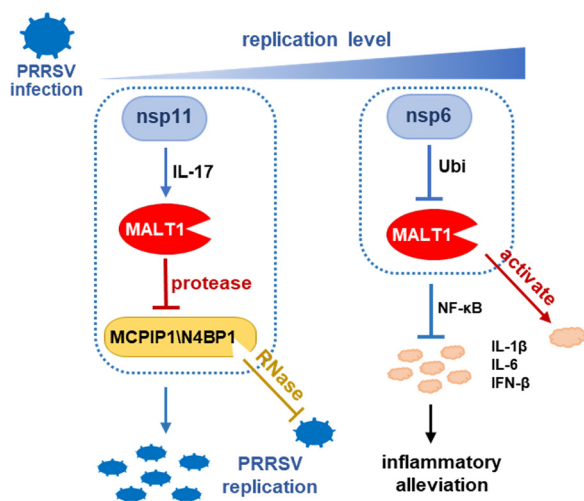 replication level
PRRSV
infection
nsp11
IL-17
MALT1
protease
MCPIP1\N4BP1
RNase
PRRSV
replication
nsp6
Ubi
MALT1
activate
NF-κB
IL-1β
IL-6
IFN-β
inflammatory
alleviation